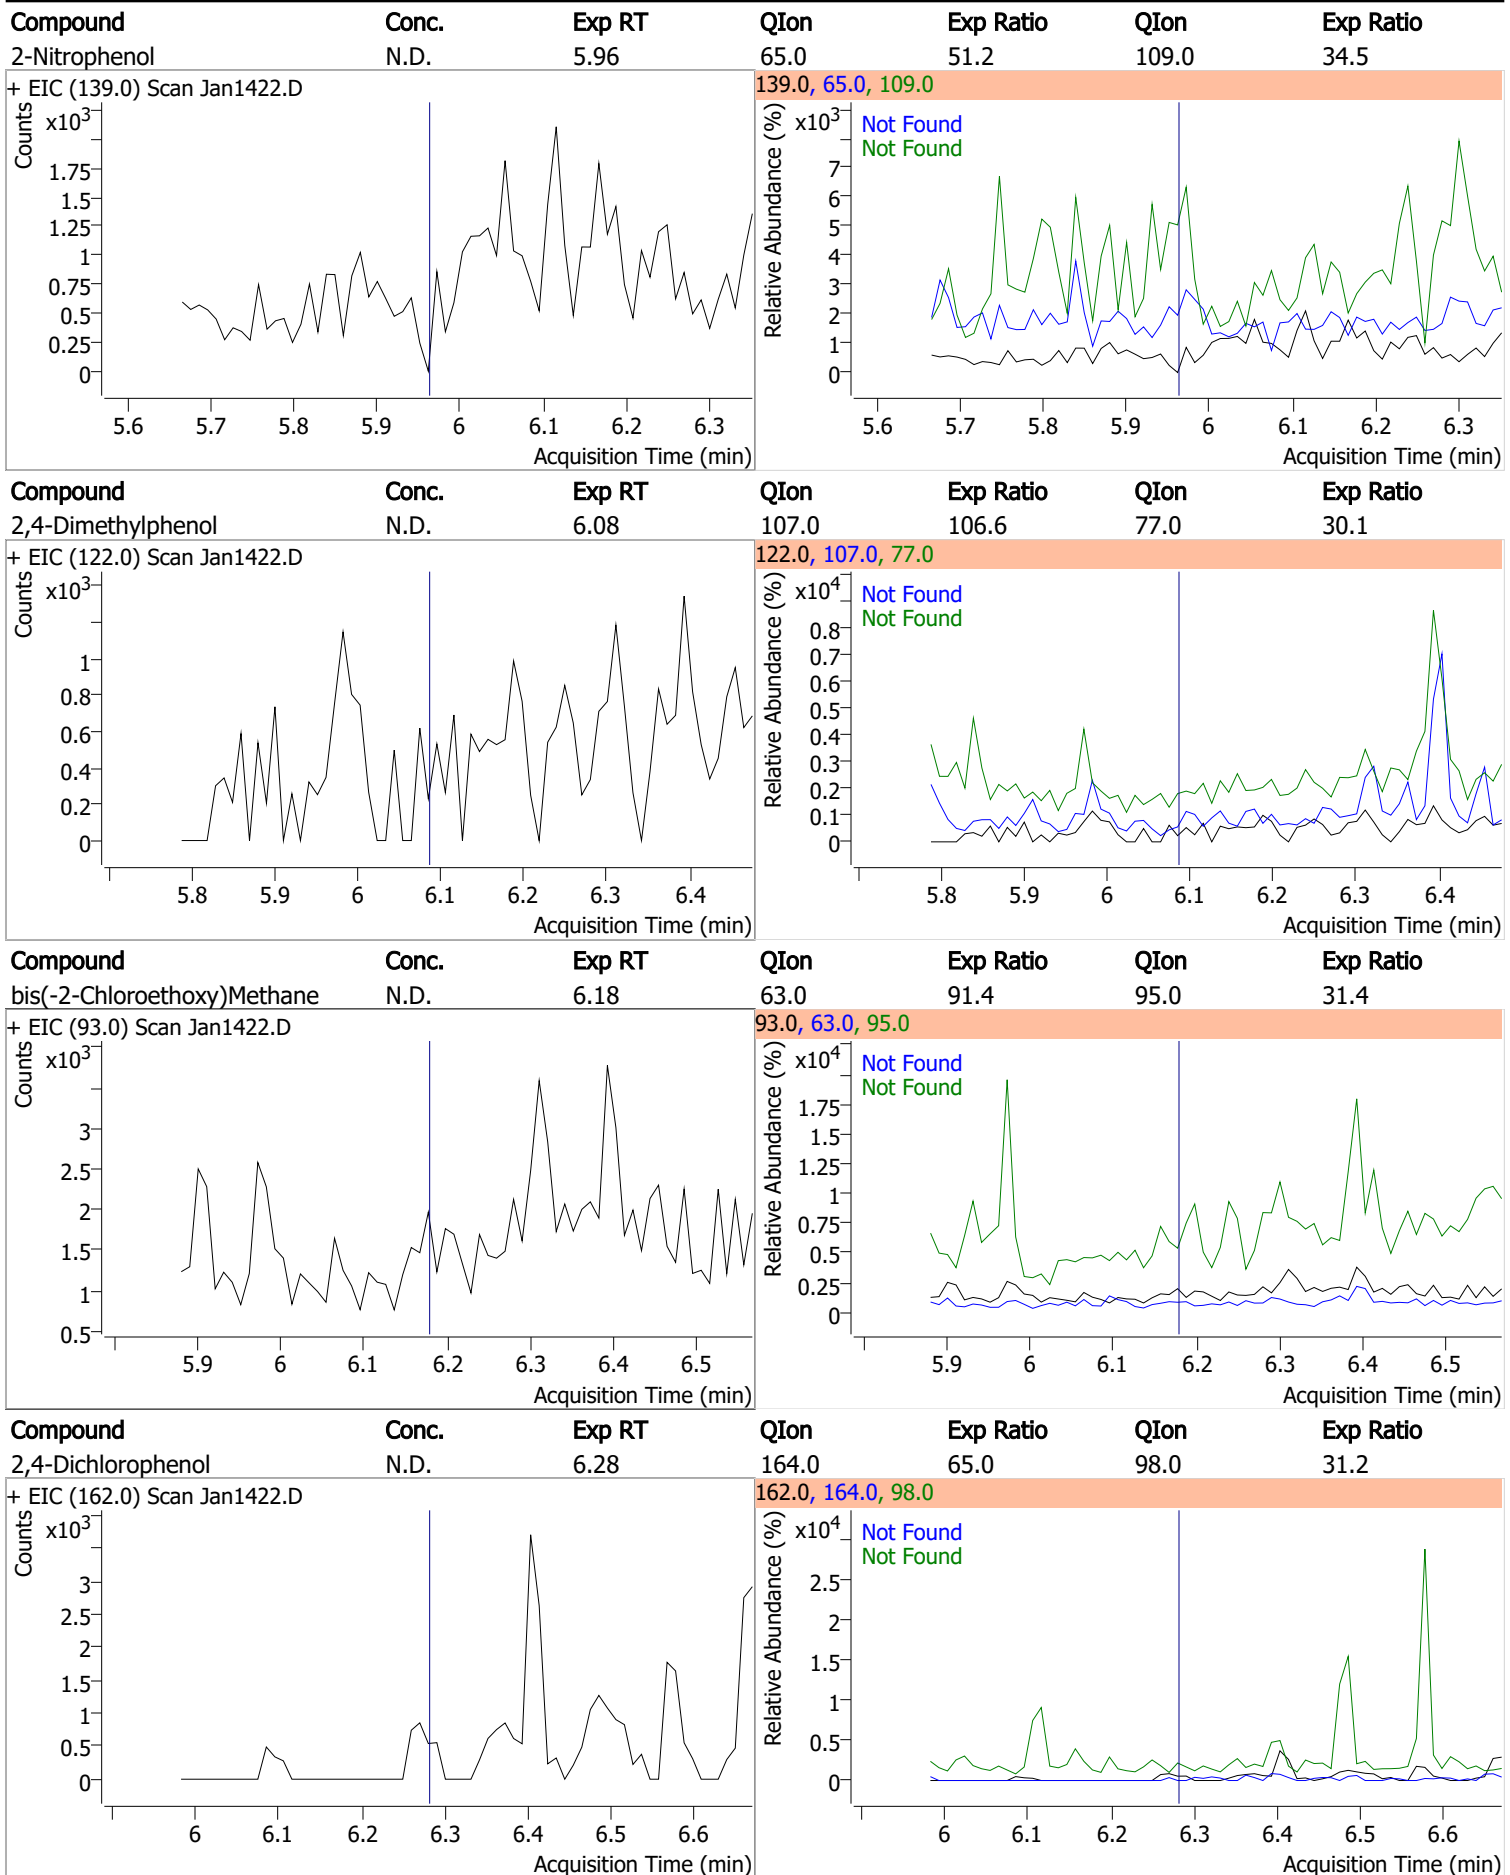 Compound Conc. Exp RT QIon Exp Ratio QIon Exp Ratio
2-Nitrophenol N.D. 5.96 65.0 51.2 109.0 34.5
+ EIC (139.0) Scan Jan1422.D
Counts
x103
1.75
1.5
1.25
1
0.75
0.5
0.25
0
5.6 5.7 5.8 5.9 6 6.1 6.2 6.3
Acquisition Time (min)
139.0, 65.0, 109.0
Relative Abundance (%)
x103
Not Found
Not Found
7
6
5
4
3
2
1
0
5.6 5.7 5.8 5.9 6 6.1 6.2 6.3
Acquisition Time (min)
Compound Conc. Exp RT QIon Exp Ratio QIon Exp Ratio
2,4-Dimethylphenol N.D. 6.08 107.0 106.6 77.0 30.1
+ EIC (122.0) Scan Jan1422.D
Counts
x103
1
0.8
0.6
0.4
0.2
0
5.8 5.9 6 6.1 6.2 6.3 6.4
Acquisition Time (min)
122.0, 107.0, 77.0
Relative Abundance (%)
x104
Not Found
Not Found
0.8
0.7
0.6
0.5
0.4
0.3
0.2
0.1
0
5.8 5.9 6 6.1 6.2 6.3 6.4
Acquisition Time (min)
Compound Conc. Exp RT QIon Exp Ratio QIon Exp Ratio
bis(-2-Chloroethoxy)Methane N.D. 6.18 63.0 91.4 95.0 31.4
+ EIC (93.0) Scan Jan1422.D
Counts
x103
3
2.5
2
1.5
1
0.5
5.9 6 6.1 6.2 6.3 6.4 6.5
Acquisition Time (min)
93.0, 63.0, 95.0
Relative Abundance (%)
x104
Not Found
Not Found
1.75
1.5
1.25
1
0.75
0.5
0.25
0
5.9 6 6.1 6.2 6.3 6.4 6.5
Acquisition Time (min)
Compound Conc. Exp RT QIon Exp Ratio QIon Exp Ratio
2,4-Dichlorophenol N.D. 6.28 164.0 65.0 98.0 31.2
+ EIC (162.0) Scan Jan1422.D
Counts
x103
3
2.5
2
1.5
1
0.5
0
6 6.1 6.2 6.3 6.4 6.5 6.6
Acquisition Time (min)
162.0, 164.0, 98.0
Relative Abundance (%)
x104
Not Found
Not Found
2.5
2
1.5
1
0.5
0
6 6.1 6.2 6.3 6.4 6.5 6.6
Acquisition Time (min)